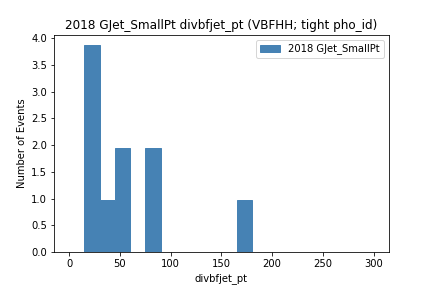 2018 GJet_SmallPt divbfjet_pt (VBFHH; tight pho_id)
2018 GJet_SmallPt
Number of Events
4.0
3.5
3.0
2.5
2.0
1.5
1.0
0.5
0.0
0 50 100 150 200 250 300
divbfjet_pt